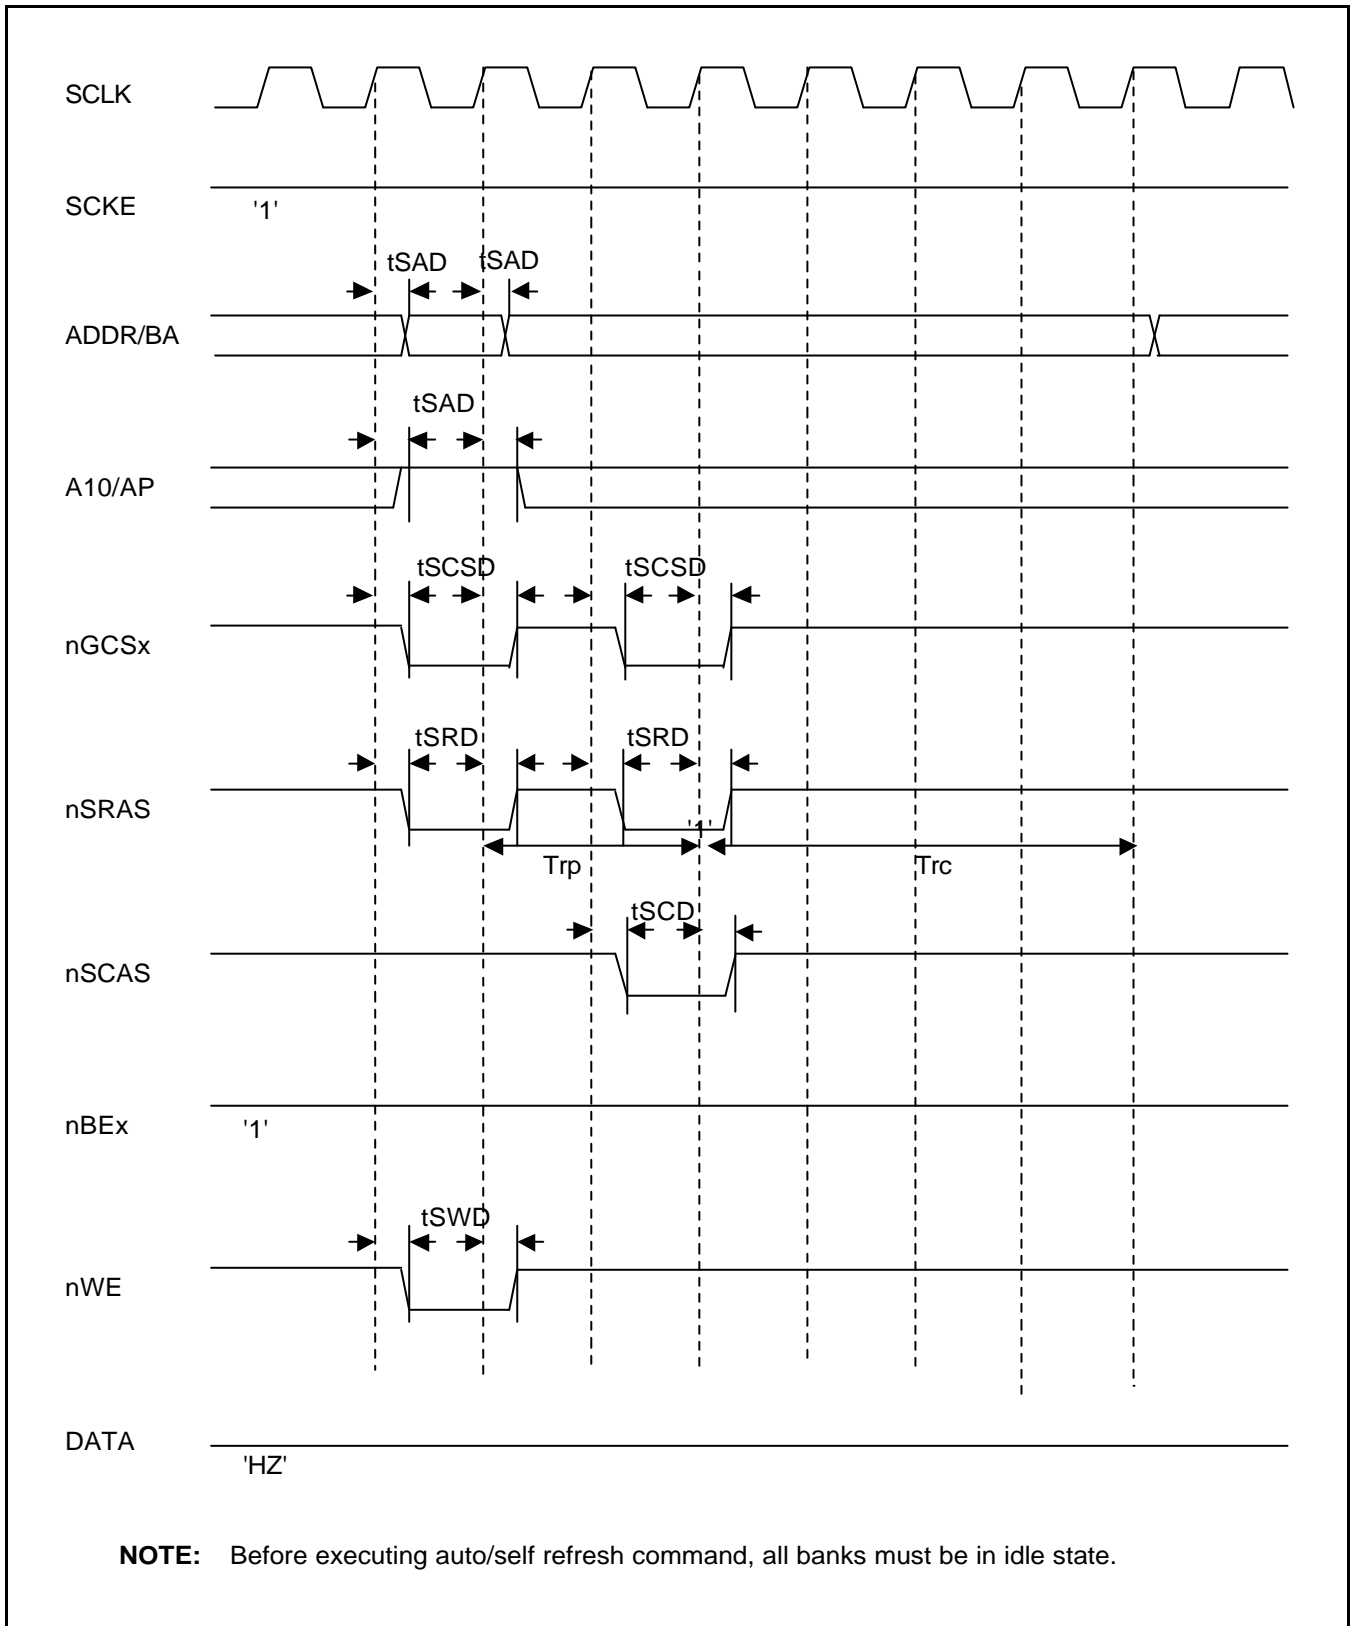 SCLK
SCKE
'1'
tSAD tSAD
ADDR/BA
tSAD
A10/AP
tSCSD tSCSD
nGCSx
tSRD tSRD
nSRAS
'1'
Trp Trc
tSCD
nSCAS
nBEx
'1'
tSWD
nWE
DATA
'HZ'
NOTE: Before executing auto/self refresh command, all banks must be in idle state.